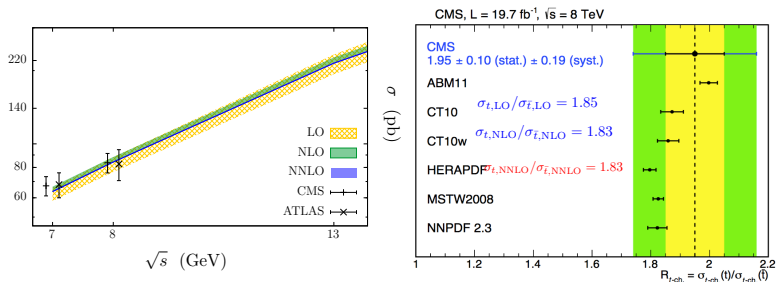 220
140
80
60
7
8
13
√s (GeV)
LO
NLO
NNLO
CMS
ATLAS
σ (pb)
CMS, L = 19.7 fb⁻¹, √s = 8 TeV
CMS
1.95 ± 0.10 (stat.) ± 0.19 (syst.)
ABM11
CT10
σt,LO/σt̄,LO = 1.85
CT10w
σt,NLO/σt̄,NLO = 1.83
HERAPDF
σt,NNLO/σt̄,NNLO = 1.83
MSTW2008
NNPDF 2.3
1 1.2 1.4 1.6 1.8 2 2.2
Rt-ch. = σt-ch.(t)/σt-ch.(t̄)